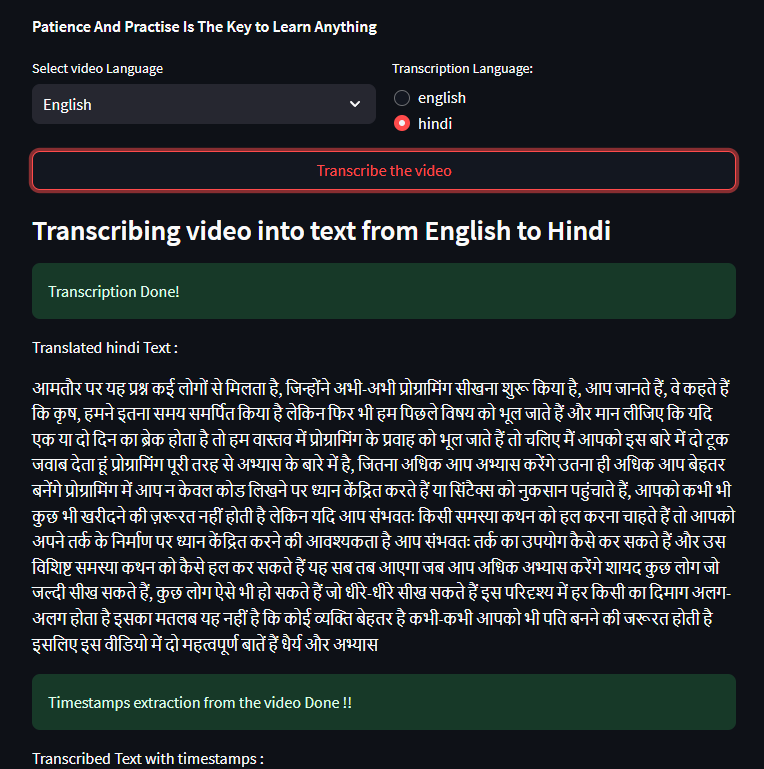 Patience And Practise Is The Key to Learn Anything
Select video Language
English
Transcription Language:
english
hindi
Transcribe the video
Transcribing video into text from English to Hindi
Transcription Done!
Translated hindi Text :
आमतौर पर यह प्रश्न कई लोगों से मिलता है, जिन्होंने अभी-अभी प्रोग्रामिंग सीखना शुरू किया है, आप जानते हैं, वे कहते हैं
कि कृष, हमने इतना समय समर्पित किया है लेकिन फिर भी हम पिछले विषय को भूल जाते हैं और मान लीजिए कि यदि
एक या दो दिन का ब्रेक होता है तो हम वास्तव में प्रोग्रामिंग के प्रवाह को भूल जाते हैं तो चलिए मैं आपको इस बारे में दो टूक
जवाब देता हूं प्रोग्रामिंग पूरी तरह से अभ्यास के बारे में है, जितना अधिक आप अभ्यास करेंगे उतना ही अधिक आप बेहतर
बनेंगे प्रोग्रामिंग में आप न केवल कोड लिखने पर ध्यान केंद्रित करते हैं या सिंटैक्स को नुकसान पहुंचाते हैं, आपको कभी भी
कुछ भी खरीदने की ज़रूरत नहीं होती है लेकिन यदि आप संभवतः किसी समस्या कथन को हल करना चाहते हैं तो आपको
अपने तर्क के निर्माण पर ध्यान केंद्रित करने की आवश्यकता है आप संभवतः तर्क का उपयोग कैसे कर सकते हैं और उस
विशिष्ट समस्या कथन को कैसे हल कर सकते हैं यह सब तब आएगा जब आप अधिक अभ्यास करेंगे शायद कुछ लोग जो
जल्दी सीख सकते हैं, कुछ लोग ऐसे भी हो सकते हैं जो धीरे-धीरे सीख सकते हैं इस परिदृश्य में हर किसी का दिमाग अलग-
अलग होता है इसका मतलब यह नहीं है कि कोई व्यक्ति बेहतर है कभी-कभी आपको भी पति बनने की जरूरत होती है
इसलिए इस वीडियो में दो महत्वपूर्ण बातें हैं धैर्य और अभ्यास
Timestamps extraction from the video Done !!
Transcribed Text with timestamps :